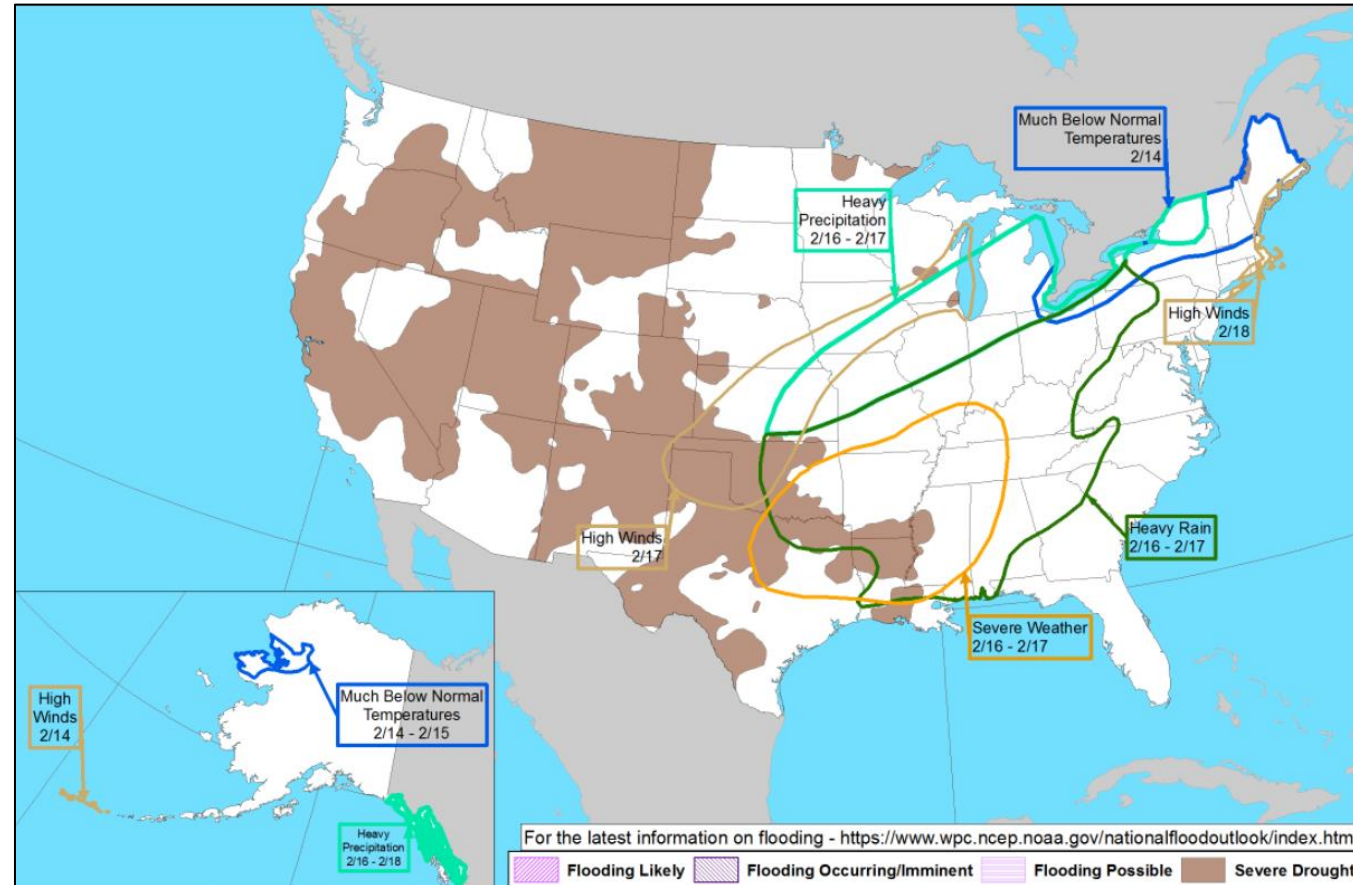 Much Below Normal
Temperatures
2/14
Heavy
Precipitation
2/16 - 2/17
High Winds
2/18
High Winds
2/17
Heavy Rain
2/16 - 2/17
Severe Weather
2/16 - 2/17
High
Winds
2/14
Much Below Normal
Temperatures
2/14 - 2/15
Heavy
Precipitation
2/16 - 2/18
For the latest information on flooding - https://www.wpc.ncep.noaa.gov/nationalfloodoutlook/index.htm
Flooding Likely Flooding Occurring/Imminent Flooding Possible Severe Drought